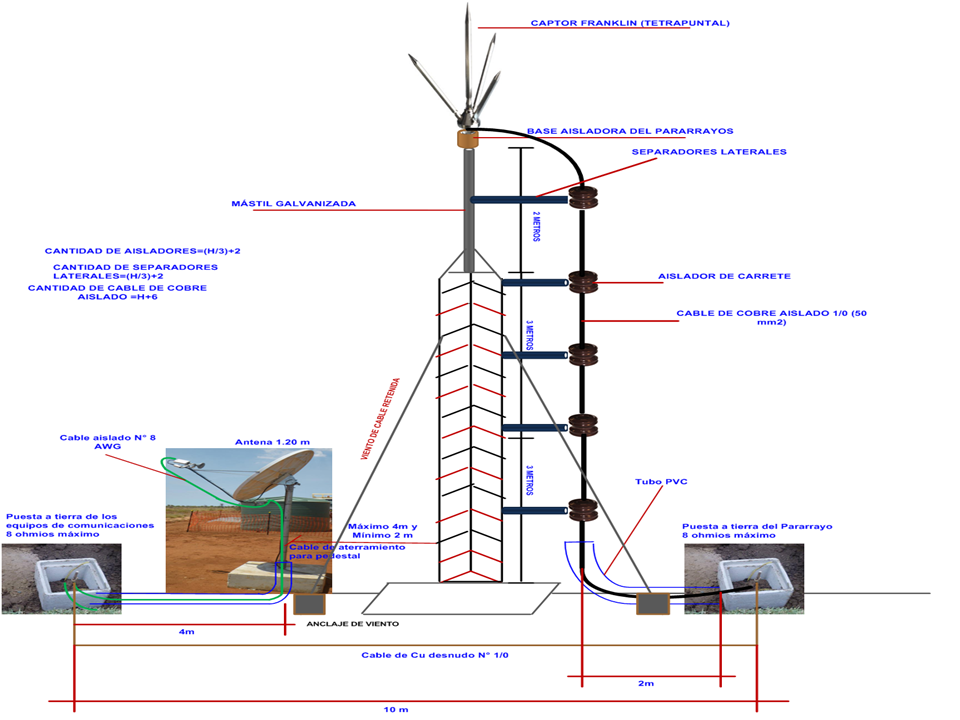 CAPTOR FRANKLIN (TETRAPUNTAL)
BASE AISLADORA DEL PARARRAYOS
SEPARADORES LATERALES
MÁSTIL GALVANIZADA
2 METROS
CANTIDAD DE AISLADORES=(H/3)+2
CANTIDAD DE SEPARADORES
LATERALES=(H/3)+2
CANTIDAD DE CABLE DE COBRE
AISLADO =H+6
AISLADOR DE CARRETE
CABLE DE COBRE AISLADO 1/0 (50
mm2)
3 METROS
VIENTO DE CABLE RETENIDA
Cable aislado N° 8
AWG
Antena 1.20 m
3 METROS
Tubo PVC
Puesta a tierra de los
equipos de comunicaciones
8 ohmios máximo
Máximo 4m y
Mínimo 2 m
Cable de aterramiento
para pedestal
Puesta a tierra del Pararrayo
8 ohmios máximo
4m
ANCLAJE DE VIENTO
Cable de Cu desnudo N° 1/0
2m
10 m